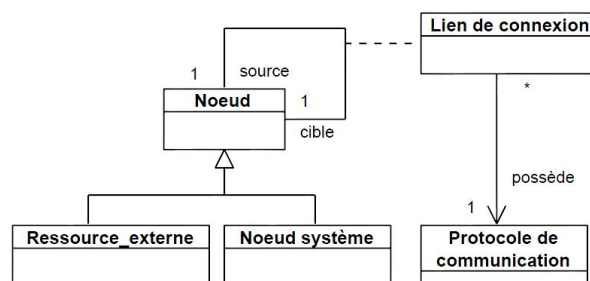 Lien de connexion
1
source
Noeud
1
cible
*
possède
1
Ressource_externe
Noeud système
Protocole de
communication